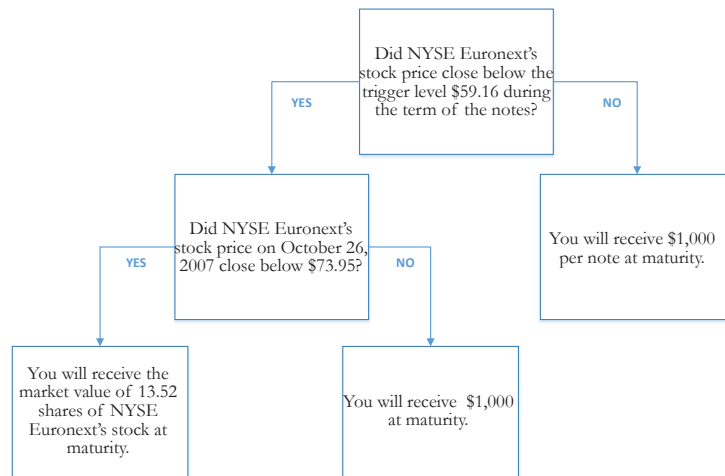 Did NYSE Euronext's
stock price close below the
trigger level $59.16 during
the term of the notes?
YES
NO
Did NYSE Euronext's
stock price on October 26,
2007 close below $73.95?
You will receive $1,000
per note at maturity.
YES
NO
You will receive the
market value of 13.52
shares of NYSE
Euronext's stock at
maturity.
You will receive $1,000
at maturity.